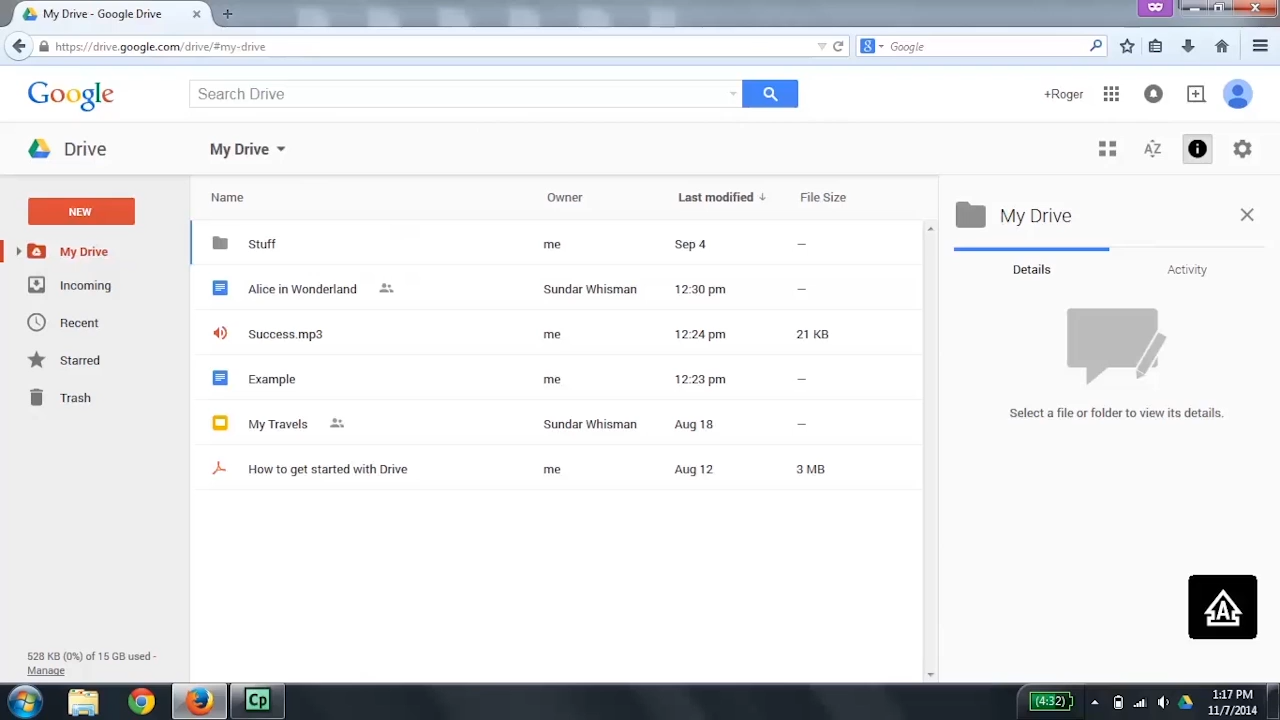 My Drive - Google Drive
https://drive.google.com/drive/#my-drive
Google
Google
Search Drive
+Roger
Drive
My Drive
NEW
My Drive
Incoming
Recent
Starred
Trash
528 KB (0%) of 15 GB used -
Manage
Name Owner Last modified File Size
Stuff me Sep 4 —
Alice in Wonderland Sundar Whisman 12:30 pm —
Success.mp3 me 12:24 pm 21 KB
Example me 12:23 pm —
My Travels Sundar Whisman Aug 18 —
How to get started with Drive me Aug 12 3 MB
My Drive
Details Activity
Select a file or folder to view its details.
A
Cp
(4:32)
1:17 PM
11/7/2014